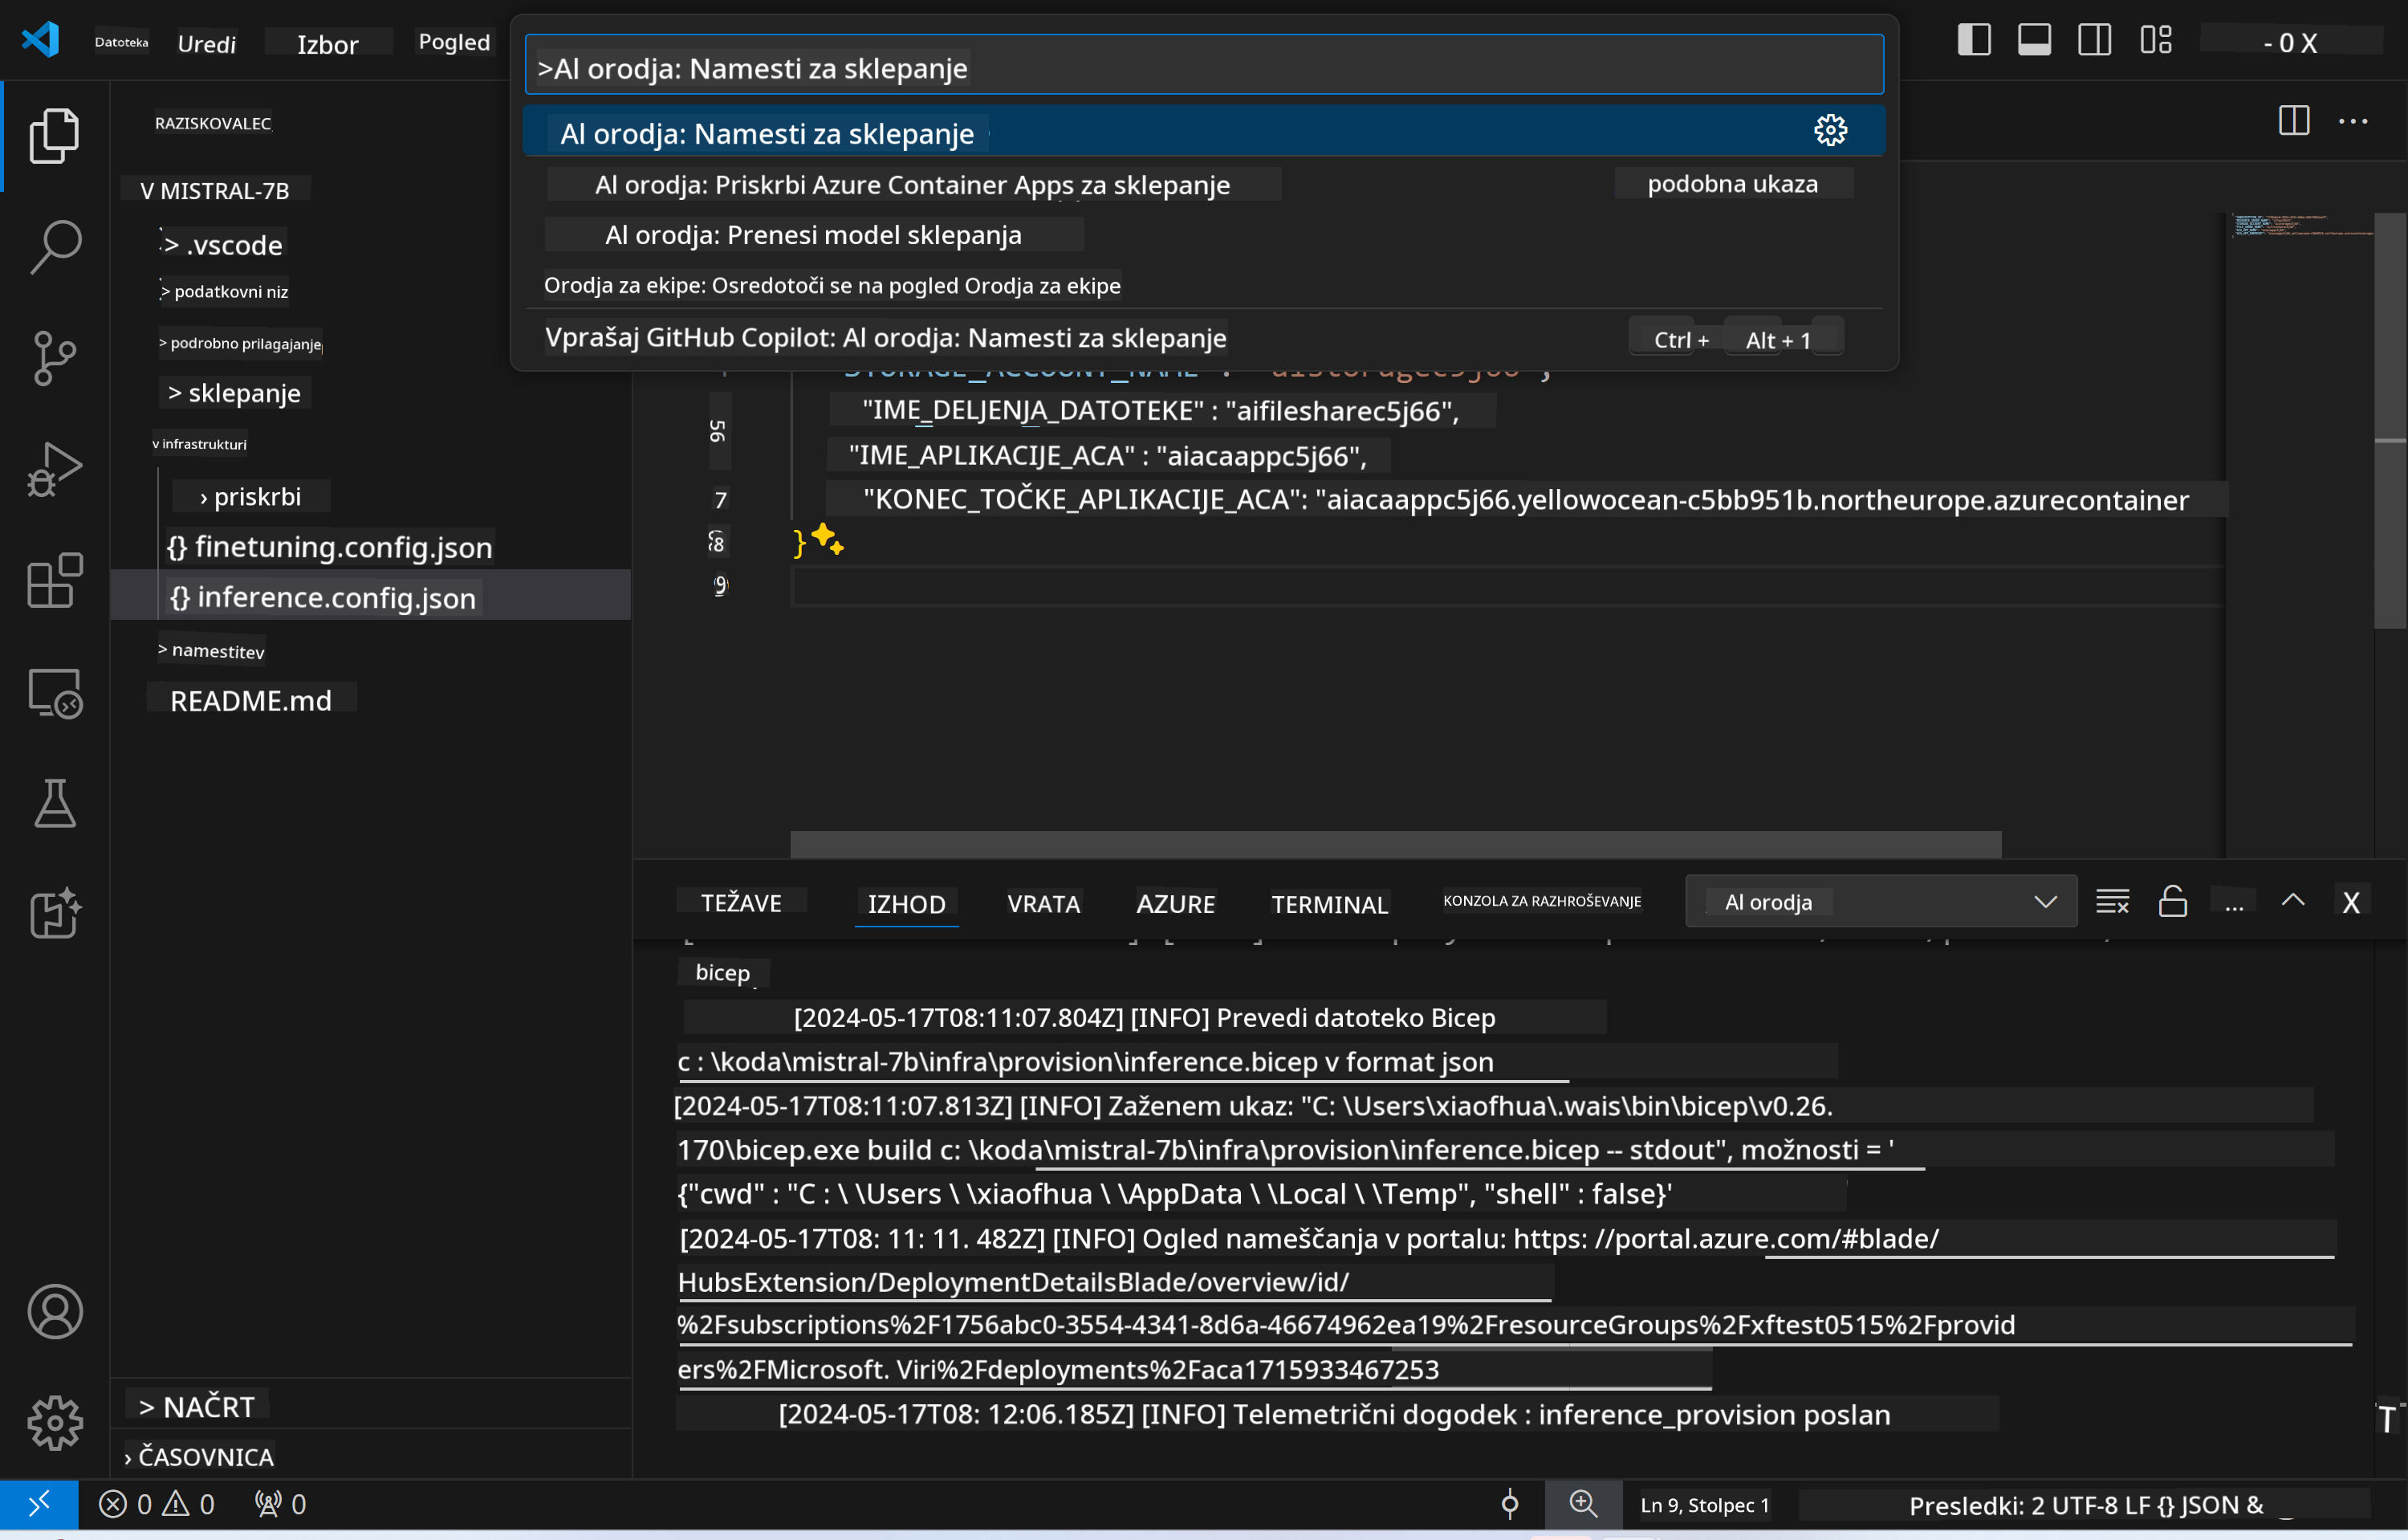 Datoteka Uredi Izbor Pogled
- 0 X
>Al orodja: Namesti za sklepanje
Al orodja: Namesti za sklepanje
Al orodja: Priskrbi Azure Container Apps za sklepanje podobna ukaza
Al orodja: Prenesi model sklepanja
Orodja za ekipe: Osredotoči se na pogled Orodja za ekipe
Vprašaj GitHub Copilot: Al orodja: Namesti za sklepanje Ctrl + Alt + 1
RAZISKOVALEC
V MISTRAL-7B
> .vscode
> podatkovni niz
> podrobno prilagajanje
> sklepanje
v infrastrukturi
› priskrbi
{} finetuning.config.json
{} inference.config.json
> namestitev
README.md
> NAČRT
› ČASOVNICA
56 "IME_DELJENJA_DATOTEKE" : "aifilesharec5j66",
"IME_APLIKACIJE_ACA" : "aiacaappc5j66",
7 "KONEC_TOČKE_APLIKACIJE_ACA": "aiacaappc5j66.yellowocean-c5bb951b.northeurope.azurecontainer
8 }
9
TEŽAVE IZHOD VRATA AZURE TERMINAL KONZOLA ZA RAZHROŠEVANJE Al orodja ... X
bicep
[2024-05-17T08:11:07.804Z] [INFO] Prevedi datoteko Bicep
c : \koda\mistral-7b\infra\provision\inference.bicep v format json
[2024-05-17T08:11:07.813Z] [INFO] Zaženem ukaz: "C: \Users\xiaofhua\.wais\bin\bicep\v0.26.
170\bicep.exe build c: \koda\mistral-7b\infra\provision\inference.bicep -- stdout", možnosti = '
{"cwd" : "C : \ \Users \ \xiaofhua \ \AppData \ \Local \ \Temp", "shell" : false}'
[2024-05-17T08: 11: 11. 482Z] [INFO] Ogled nameščanja v portalu: https: //portal.azure.com/#blade/
HubsExtension/DeploymentDetailsBlade/overview/id/
%2Fsubscriptions%2F1756abc0-3554-4341-8d6a-46674962ea19%2FresourceGroups%2Fxftest0515%2Fprovid
ers%2FMicrosoft. Viri%2Fdeployments%2Faca1715933467253
[2024-05-17T08: 12:06.185Z] [INFO] Telemetrični dogodek : inference_provision poslan
T
0 0 0 Ln 9, Stolpec 1 Presledki: 2 UTF-8 LF {} JSON &